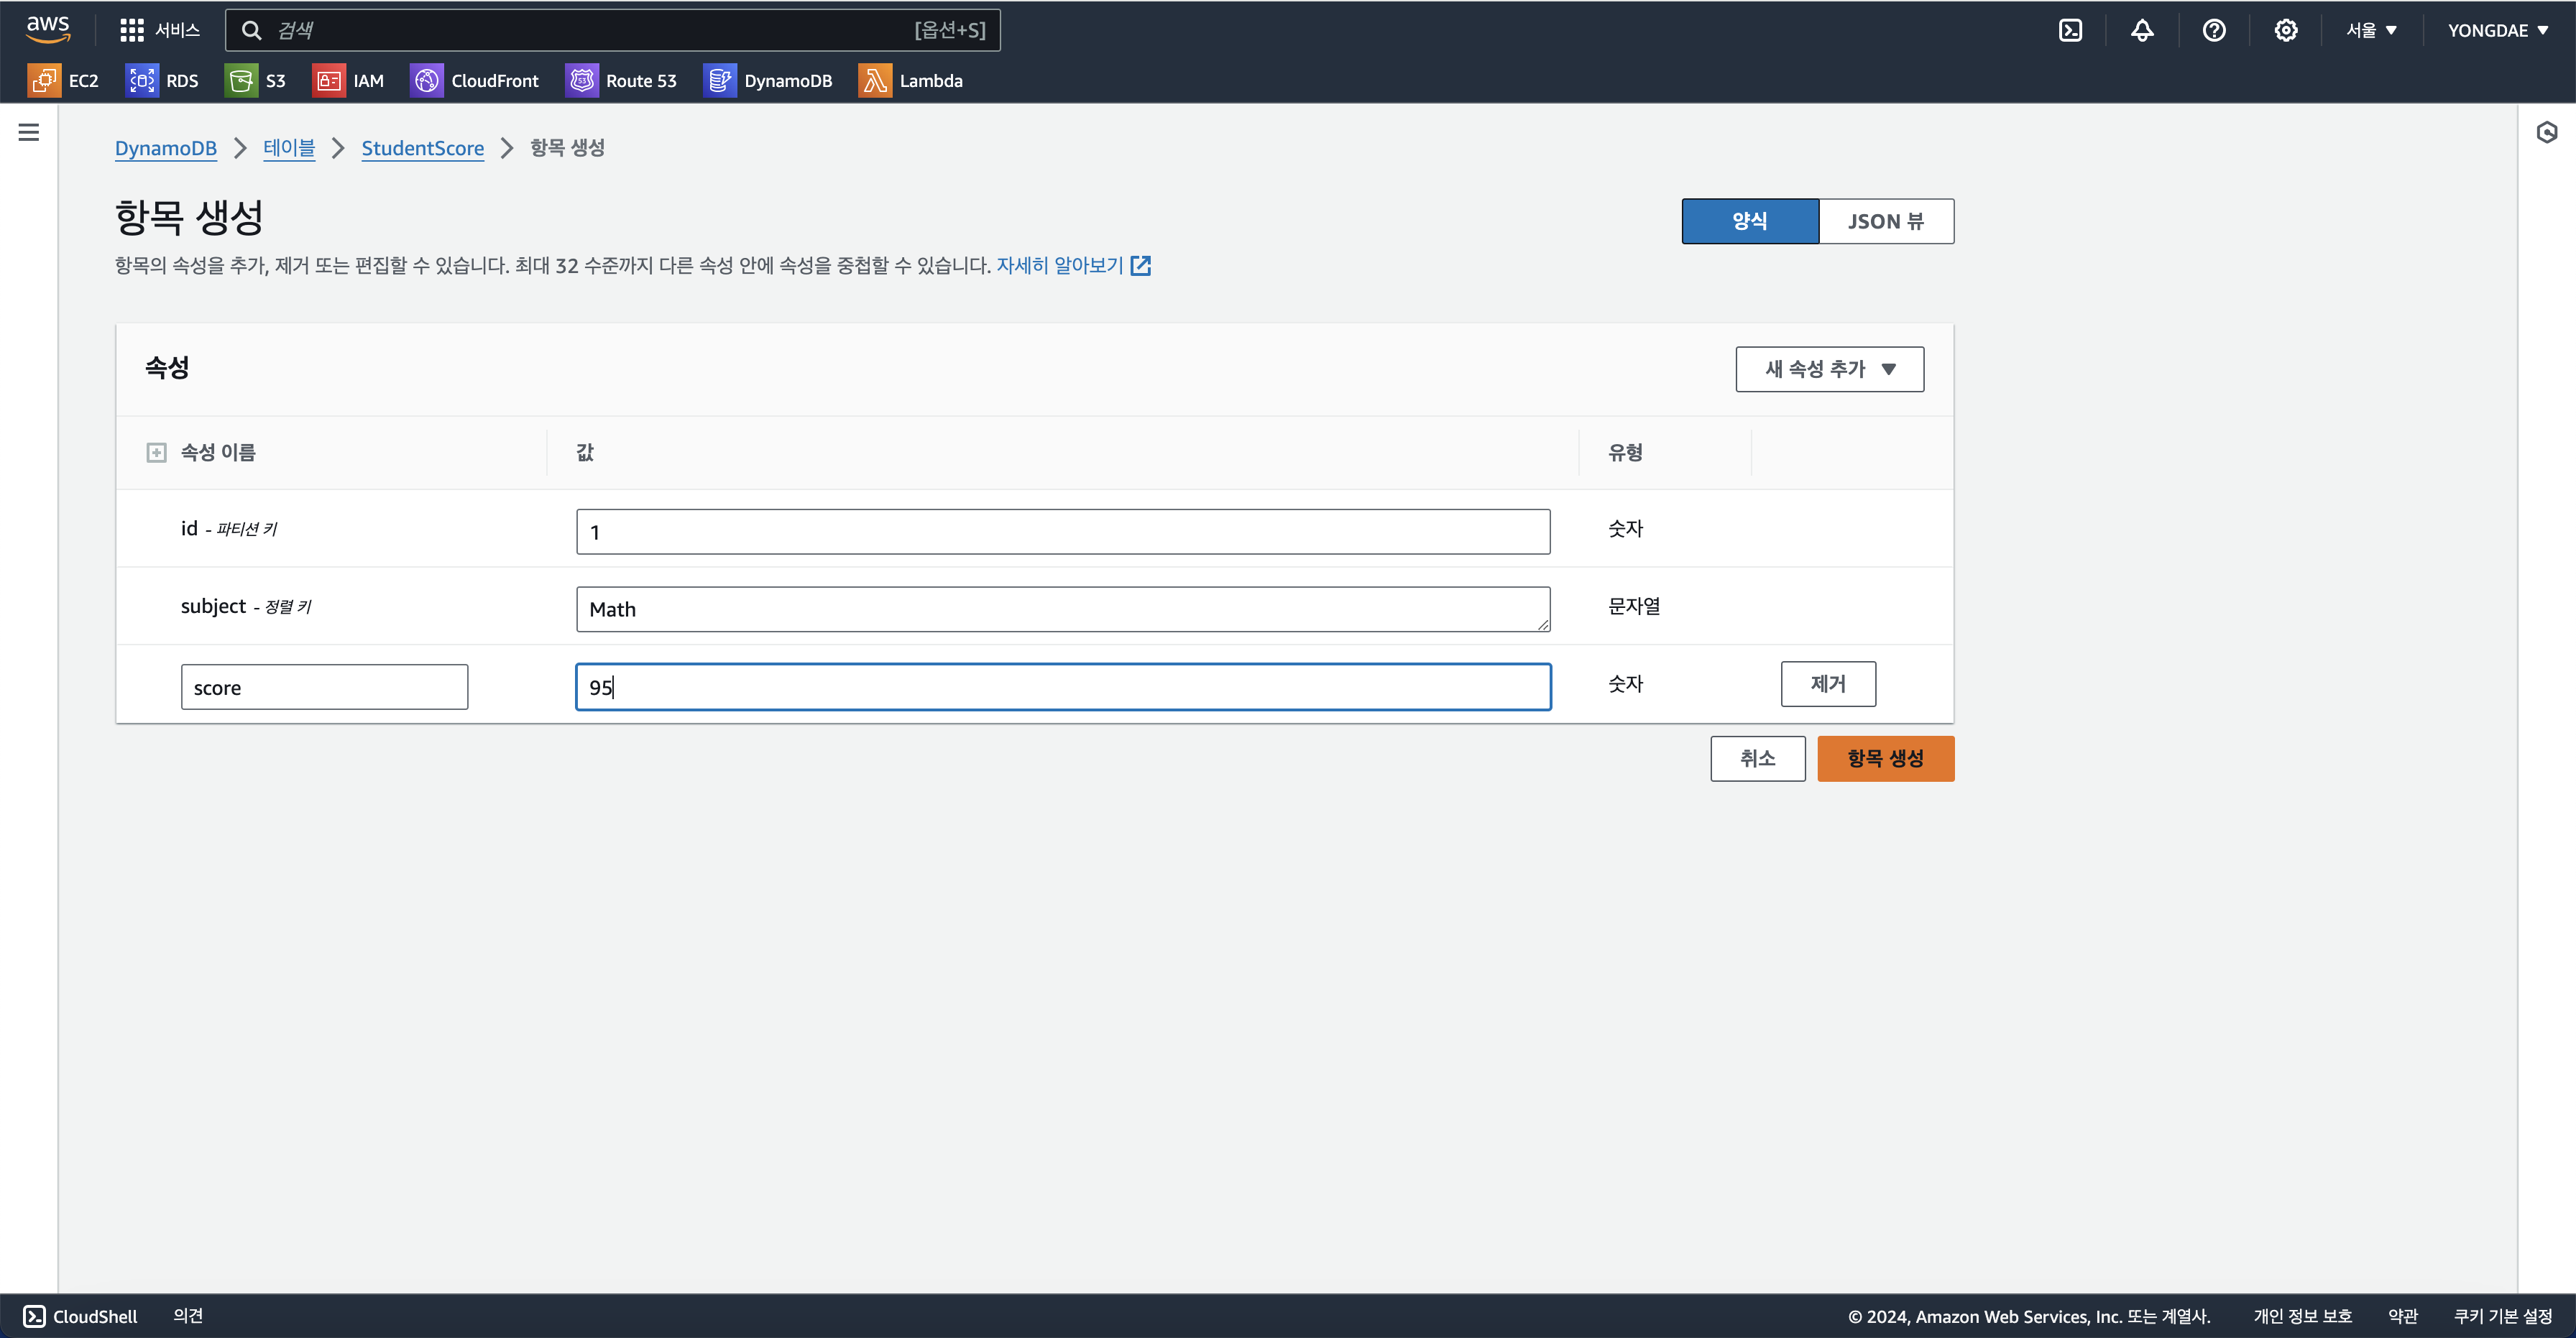 aws 서비스 검색 [옵션+S] 서울 ▼ YONGDAE ▼
EC2 RDS S3 IAM CloudFront Route 53 DynamoDB Lambda
DynamoDB > 테이블 > StudentScore > 항목 생성
항목 생성 양식 JSON 뷰
항목의 속성을 추가, 제거 또는 편집할 수 있습니다. 최대 32 수준까지 다른 속성 안에 속성을 중첩할 수 있습니다. 자세히 알아보기
속성 새 속성 추가 ▼
속성 이름 값 유형
id - 파티션 키 1 숫자
subject - 정렬 키 Math 문자열
score 95 숫자 제거
취소 항목 생성
CloudShell 의견 © 2024, Amazon Web Services, Inc. 또는 계열사. 개인 정보 보호 약관 쿠키 기본 설정